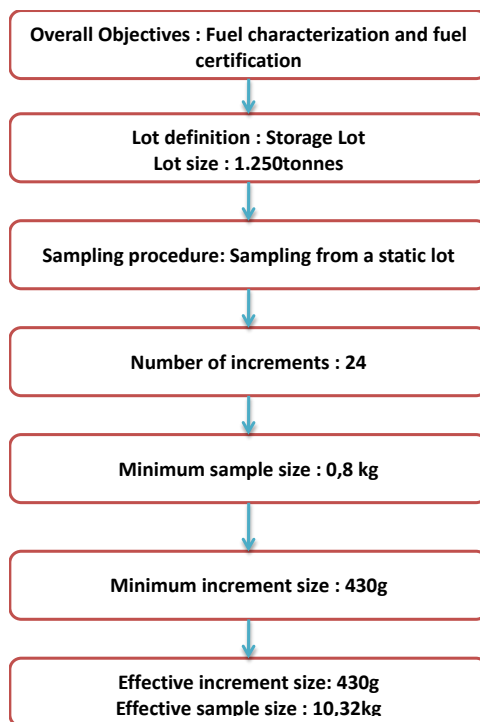 Overall Objectives : Fuel characterization and fuel
certification
Lot definition : Storage Lot
Lot size : 1.250tonnes
Sampling procedure: Sampling from a static lot
Number of increments : 24
Minimum sample size : 0,8 kg
Minimum increment size : 430g
Effective increment size: 430g
Effective sample size : 10,32kg